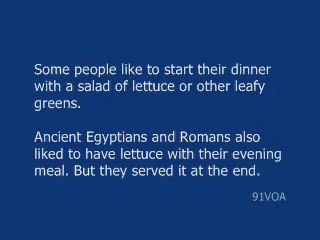 Some people like to start their dinner
with a salad of lettuce or other leafy
greens.
Ancient Egyptians and Romans also
liked to have lettuce with their evening
meal. But they served it at the end.
91VOA